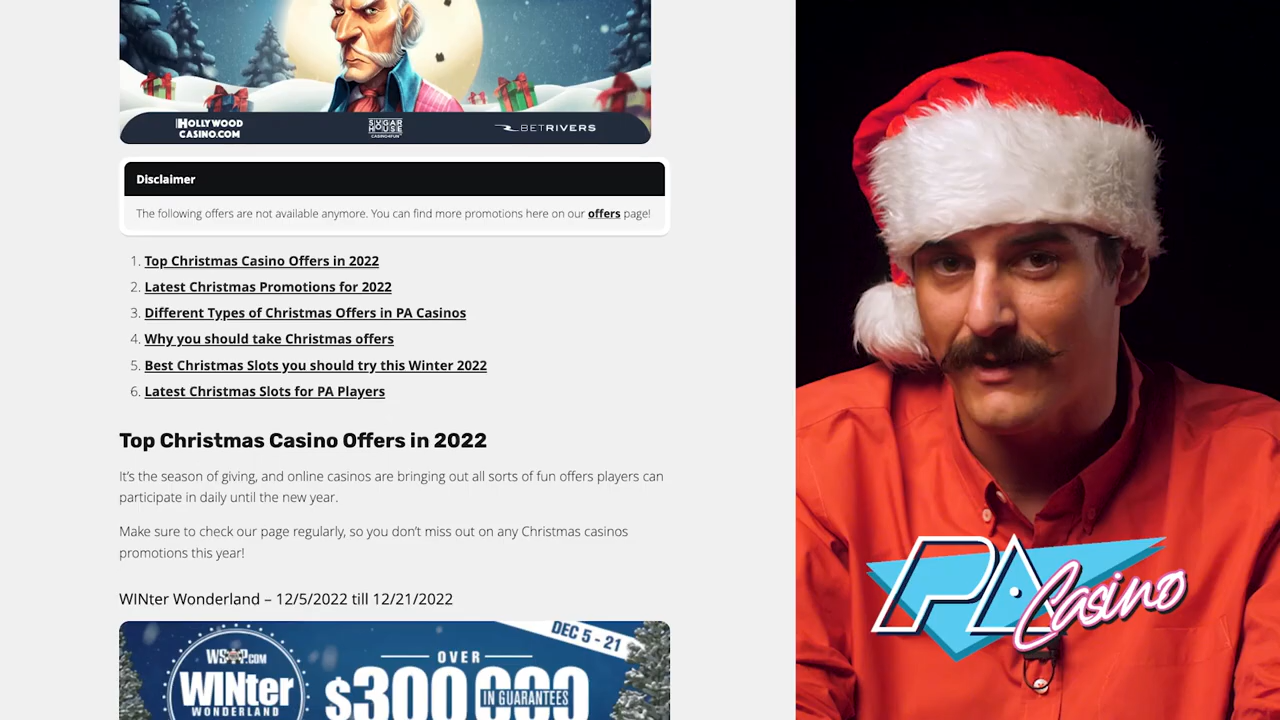 HOLLYWOOD
CASINO.COM
SUGAR
HOUSE
CASINO4FUN
BETRIVERS
Disclaimer
The following offers are not available anymore. You can find more promotions here on our offers page!
1. Top Christmas Casino Offers in 2022
2. Latest Christmas Promotions for 2022
3. Different Types of Christmas Offers in PA Casinos
4. Why you should take Christmas offers
5. Best Christmas Slots you should try this Winter 2022
6. Latest Christmas Slots for PA Players
Top Christmas Casino Offers in 2022
It’s the season of giving, and online casinos are bringing out all sorts of fun offers players can
participate in daily until the new year.
Make sure to check our page regularly, so you don’t miss out on any Christmas casinos
promotions this year!
WINter Wonderland – 12/5/2022 till 12/21/2022
DEC 5 - 21
WSOP.COM
WINter
WONDERLAND
OVER
$300,000
IN GUARANTEES
PA Casino